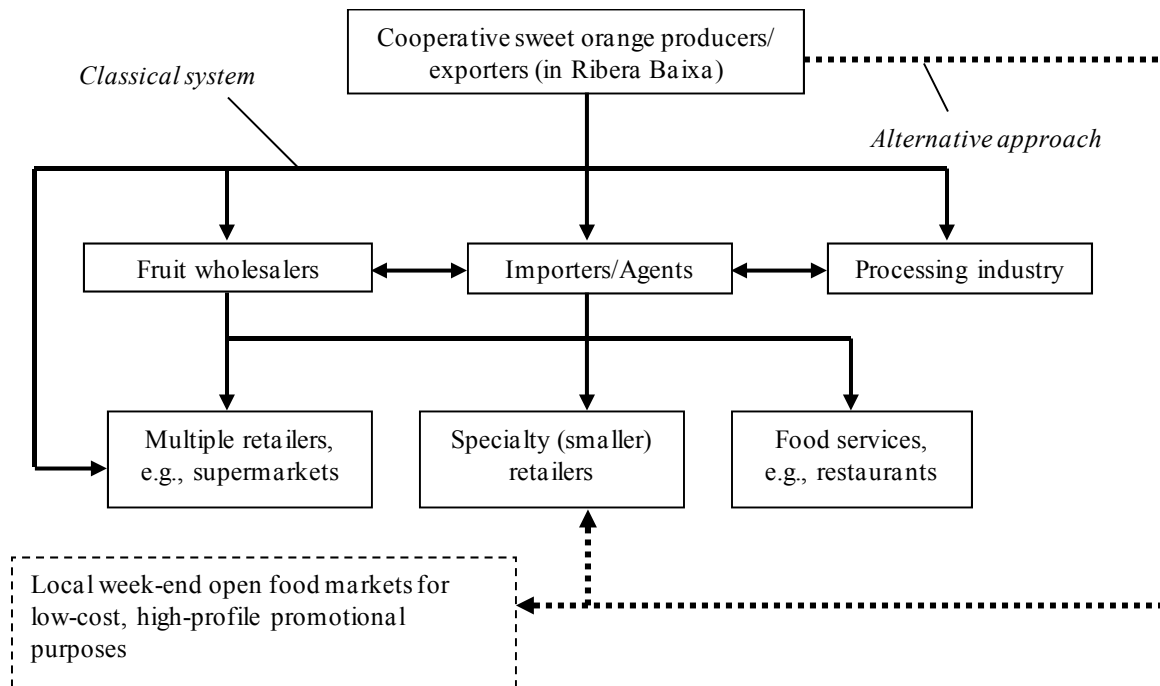 Cooperative sweet orange producers/
exporters (in Ribera Baixa)
Classical system
Alternative approach
Fruit wholesalers
Importers/Agents
Processing industry
Multiple retailers,
e.g., supermarkets
Specialty (smaller)
retailers
Food services,
e.g., restaurants
Local week-end open food markets for
low-cost, high-profile promotional
purposes